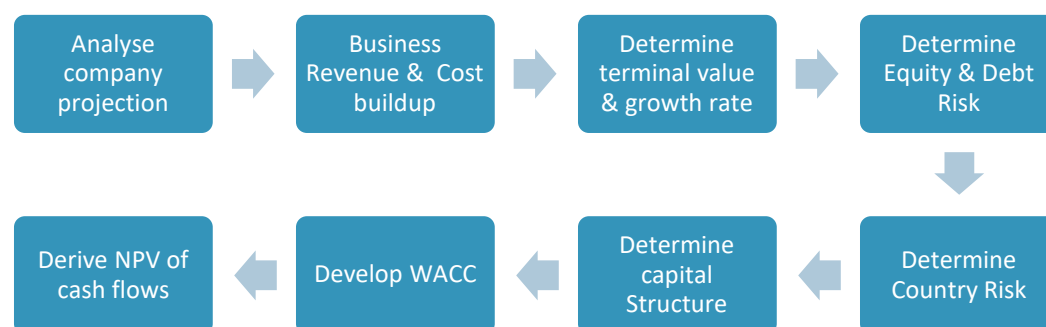 Analyse
company
projection
Business
Revenue & Cost
buildup
Determine
terminal value
& growth rate
Determine
Equity & Debt
Risk
Determine
Country Risk
Determine
capital
Structure
Develop WACC
Derive NPV of
cash flows